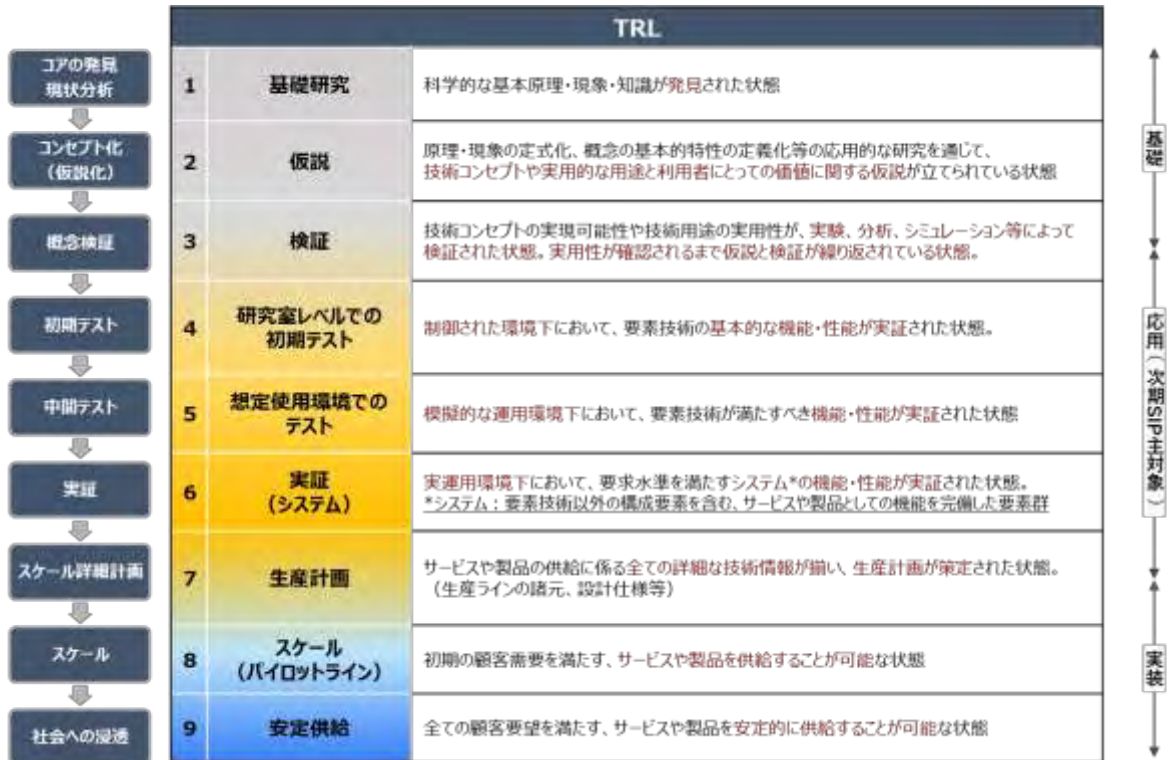 TRL
コアの発見
現状分析
1
基礎研究
科学的な基本原理・現象・知識が発見された状態
コンセプト化
（仮説化）
2
仮説
原理・現象の定式化、概念の基本的特性の定義化等の応用的な研究を通じて、
技術コンセプトや実用的な用途と利用者にとっての価値に関する仮説が立てられている状態
概念検証
3
検証
技術コンセプトの実現可能性や技術用途の実用性が、実験、分析、シミュレーション等によって
検証された状態。実用性が確認されるまで仮説と検証が繰り返されている状態。
初期テスト
4
研究室レベルでの
初期テスト
制御された環境下において、要素技術の基本的な機能・性能が実証された状態。
中間テスト
5
想定使用環境での
テスト
模擬的な運用環境下において、要素技術が満たすべき機能・性能が実証された状態
実証
6
実証
（システム）
実運用環境下において、要求水準を満たすシステム*の機能・性能が実証された状態。
*システム：要素技術以外の構成要素を含む、サービスや製品としての機能を完備した要素群
スケール詳細計画
7
生産計画
サービスや製品の供給に係る全ての詳細な技術情報が揃い、生産計画が策定された状態。
（生産ラインの諸元、設計仕様等）
スケール
8
スケール
（パイロットライン）
初期の顧客需要を満たす、サービスや製品を供給することが可能な状態
社会への浸透
9
安定供給
全ての顧客要望を満たす、サービスや製品を安定的に供給することが可能な状態
基礎
応用（次期SIP主対象）
実装